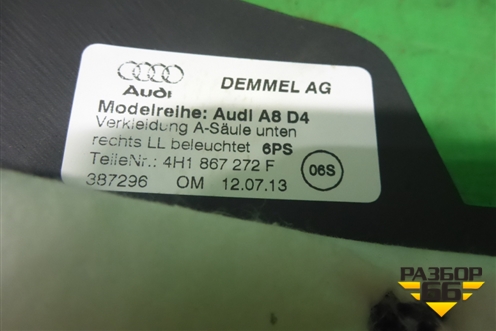 Audi
DEMMEL AG
Modelreihe: Audi A8 D4
Verkleidung A-Säule unten
rechts LL beleuchtet 6PS
TeileNr.: 4H1 867 272 F
06S
387296 OM 12.07.13
РАЗБОР
66